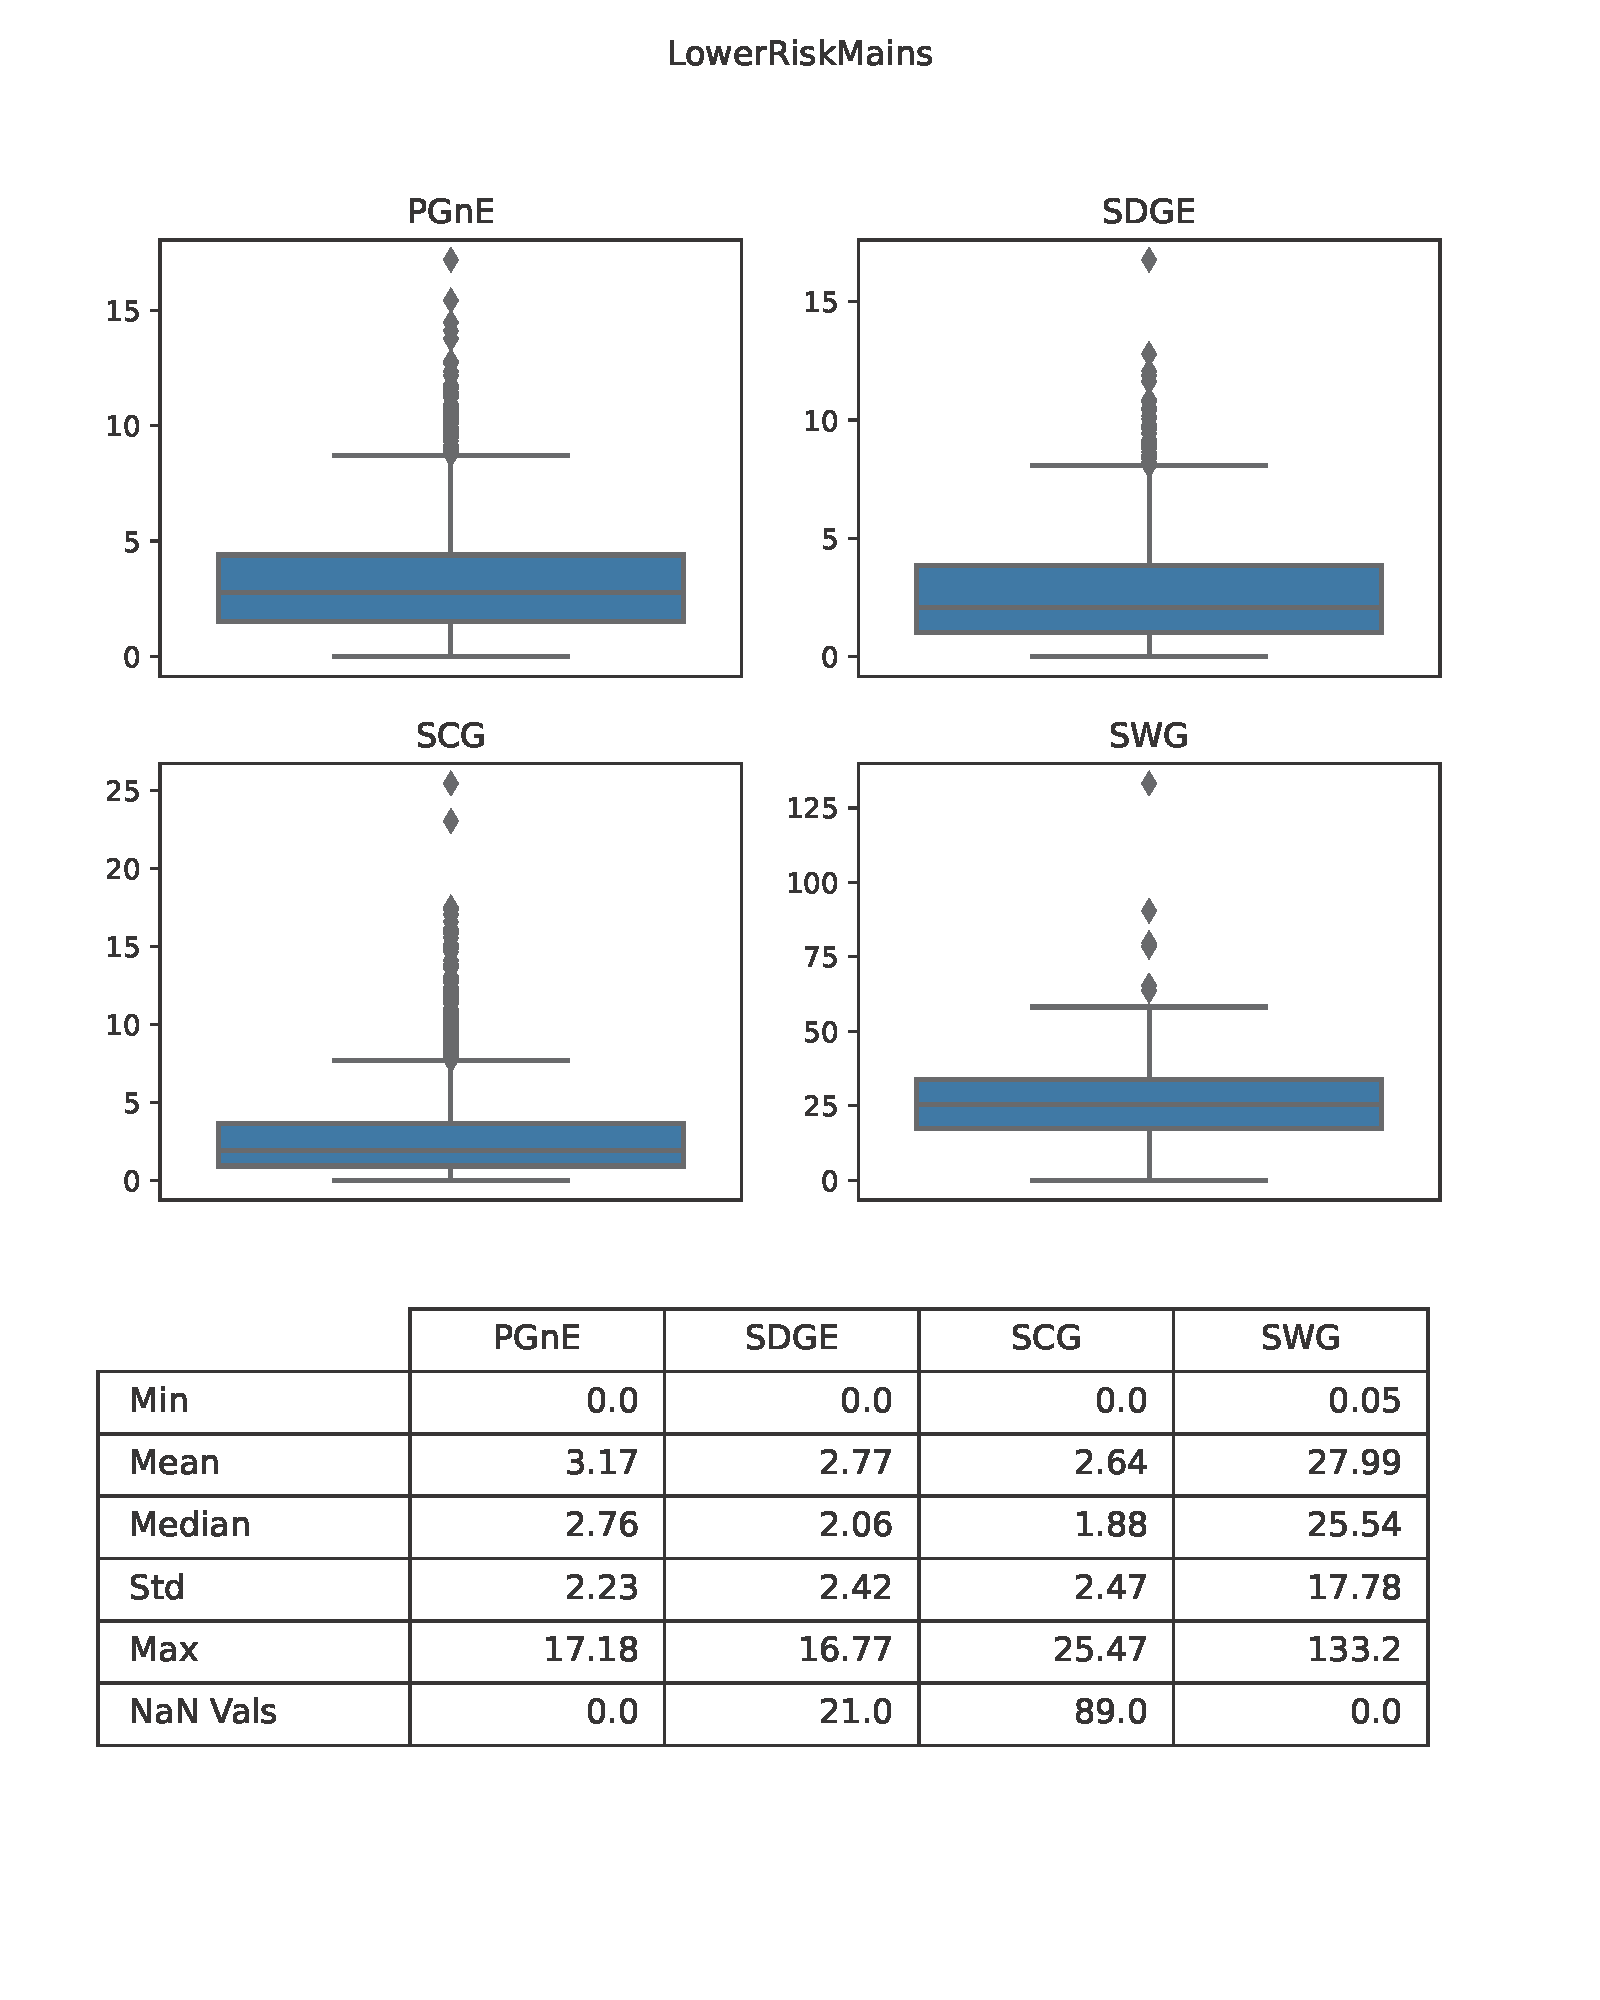 LowerRiskMains
PGnE
15
10
5
0
SDGE
15
10
5
0
SCG
25
20
15
10
5
0
SWG
125
100
75
50
25
0
PGnE SDGE SCG SWG
Min 0.0 0.0 0.0 0.05
Mean 3.17 2.77 2.64 27.99
Median 2.76 2.06 1.88 25.54
Std 2.23 2.42 2.47 17.78
Max 17.18 16.77 25.47 133.2
NaN Vals 0.0 21.0 89.0 0.0